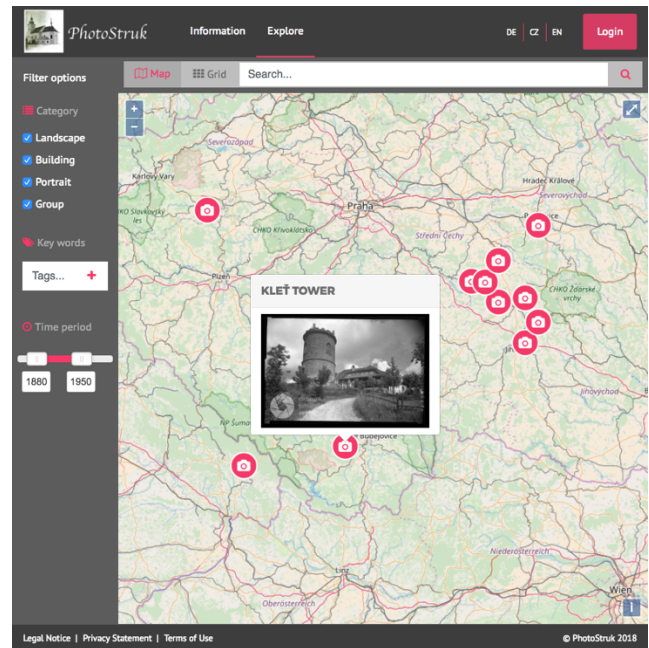 PhotoStruk
Information
Explore
DE | CZ | EN
Login
Filter options
Map
Grid
Search...
Category
Landscape
Building
Portrait
Group
Key words
Tags... +
Time period
1880
1950
+
−
Severozápad
Karlovy Vary
Praha
Hradec Králové
Severovýchod
CHKO Slavkovský
les
CHKO Křivoklátsko
Střední Čechy
Plzeň
CHKO Žďárské
vrchy
KLEŤ TOWER
Jihovýchod
NP Šuma
Budějovice
Linz
Niederösterreich
Oberösterreich
Wien
i
Legal Notice | Privacy Statement | Terms of Use
© PhotoStruk 2018